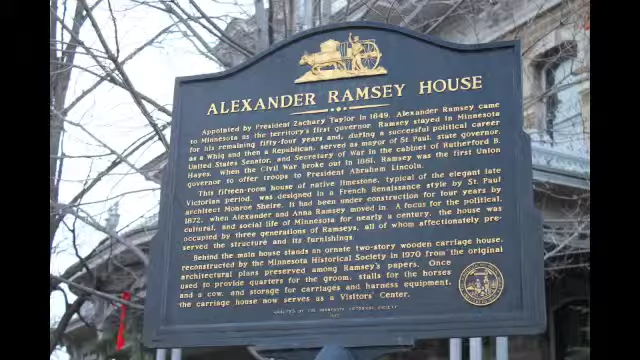 ALEXANDER RAMSEY HOUSE
Appointed by President Zachary Taylor in 1849, Alexander Ramsey came
to Minnesota as the territory's first governor. Ramsey stayed in Minnesota
for his remaining fifty-four years and, during a successful political career
as a Whig and then a Republican, served as mayor of St. Paul, state governor,
United States Senator, and Secretary of War in the cabinet of Rutherford B.
Hayes. When the Civil War broke out in 1861, Ramsey was the first Union
governor to offer troops to President Abraham Lincoln.
This fifteen-room house of native limestone, typical of the elegant late
Victorian period, was designed in a French Renaissance style by St. Paul
architect Monroe Sheire. It had been under construction for four years by
1872, when Alexander and Anna Ramsey moved in. A focus for the political,
cultural, and social life of Minnesota for nearly a century, the house was
occupied by three generations of Ramseys, all of whom affectionately pre-
served the structure and its furnishings.
Behind the main house stands an ornate two-story wooden carriage house,
reconstructed by the Minnesota Historical Society in 1970 from the original
architectural plans preserved among Ramsey's papers. Once
used to provide quarters for the groom, stalls for the horses
and a cow, and storage for carriages and harness equipment,
the carriage house now serves as a Visitors' Center.